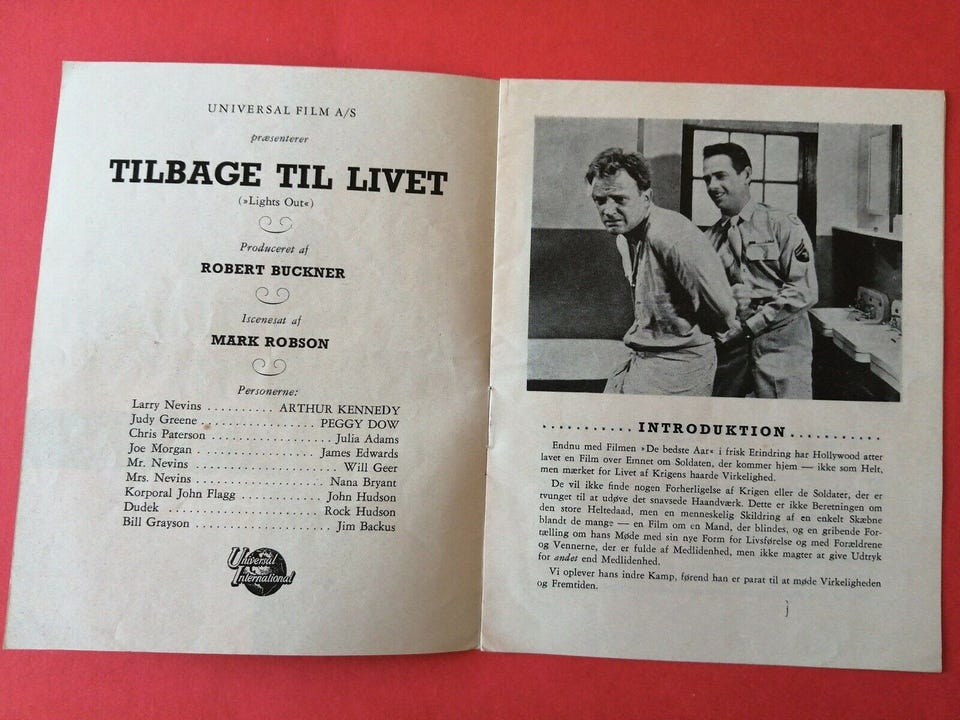 UNIVERSAL FILM A/S
præsenterer
TILBAGE TIL LIVET
(»Lights Out«)
Produceret af
ROBERT BUCKNER
Iscenesat af
MARK ROBSON
Personerne:
Larry Nevins .......... ARTHUR KENNEDY
Judy Greene ................. PEGGY DOW
Chris Paterson .................. Julia Adams
Joe Morgan ................... James Edwards
Mr. Nevins ...................... Will Geer
Mrs. Nevins .................... Nana Bryant
Korporal John Flagg ............. John Hudson
Dudek ........................ Rock Hudson
Bill Grayson .................... Jim Backus
Universal
International
........... INTRODUKTION ...........
Endnu med Filmen »De bedste Aar« i frisk Erindring har Hollywood atter
lavet en Film over Emnet om Soldaten, der kommer hjem — ikke som Helt,
men mærket for Livet af Krigens haarde Virkelighed.
De vil ikke finde nogen Forherligelse af Krigen eller de Soldater, der er
tvunget til at udøve det snavsede Haandværk. Dette er ikke Beretningen om
den store Heltedaad, men en menneskelig Skildring af en enkelt Skæbne
blandt de mange — en Film om en Mand, der blindes, og en gribende For-
tælling om hans Møde med sin nye Form for Livsførelse og med Forældrene
og Vennerne, der er fulde af Medlidenhed, men ikke magter at give Udtryk
for andet end Medlidenhed.
Vi oplever hans indre Kamp, førend han er parat til at møde Virkeligheden
og Fremtiden.